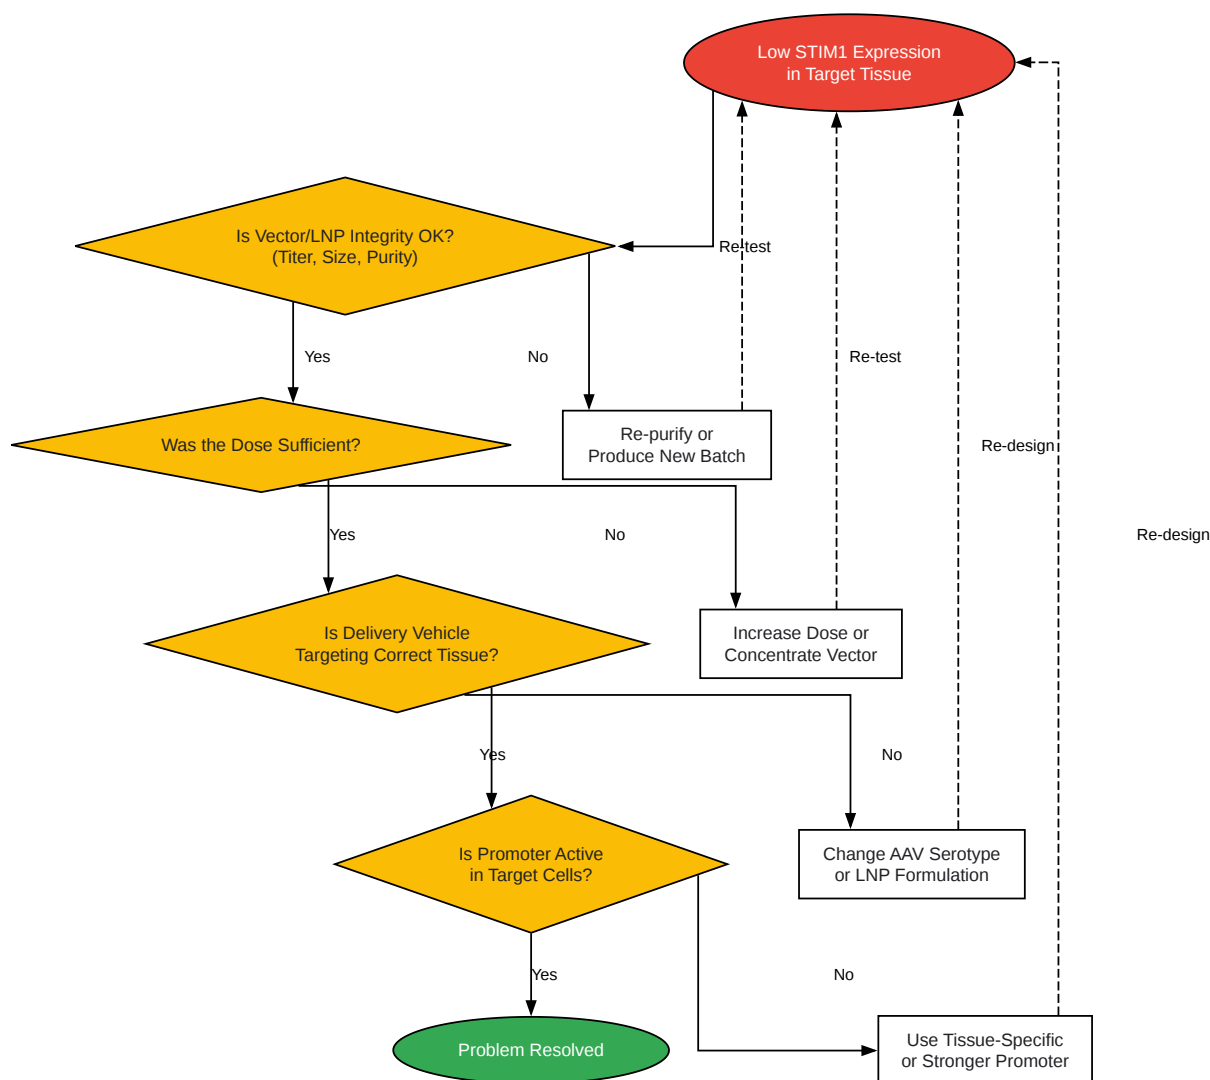 Low STIM1 Expression
in Target Tissue
Is Vector/LNP Integrity OK?
(Titer, Size, Purity)
Re-test
Yes
No
Re-test
Was the Dose Sufficient?
Re-purify or
Produce New Batch
Re-design
Yes
No
Re-design
Is Delivery Vehicle
Targeting Correct Tissue?
Increase Dose or
Concentrate Vector
Yes
No
Is Promoter Active
in Target Cells?
Change AAV Serotype
or LNP Formulation
Yes
No
Problem Resolved
Use Tissue-Specific
or Stronger Promoter